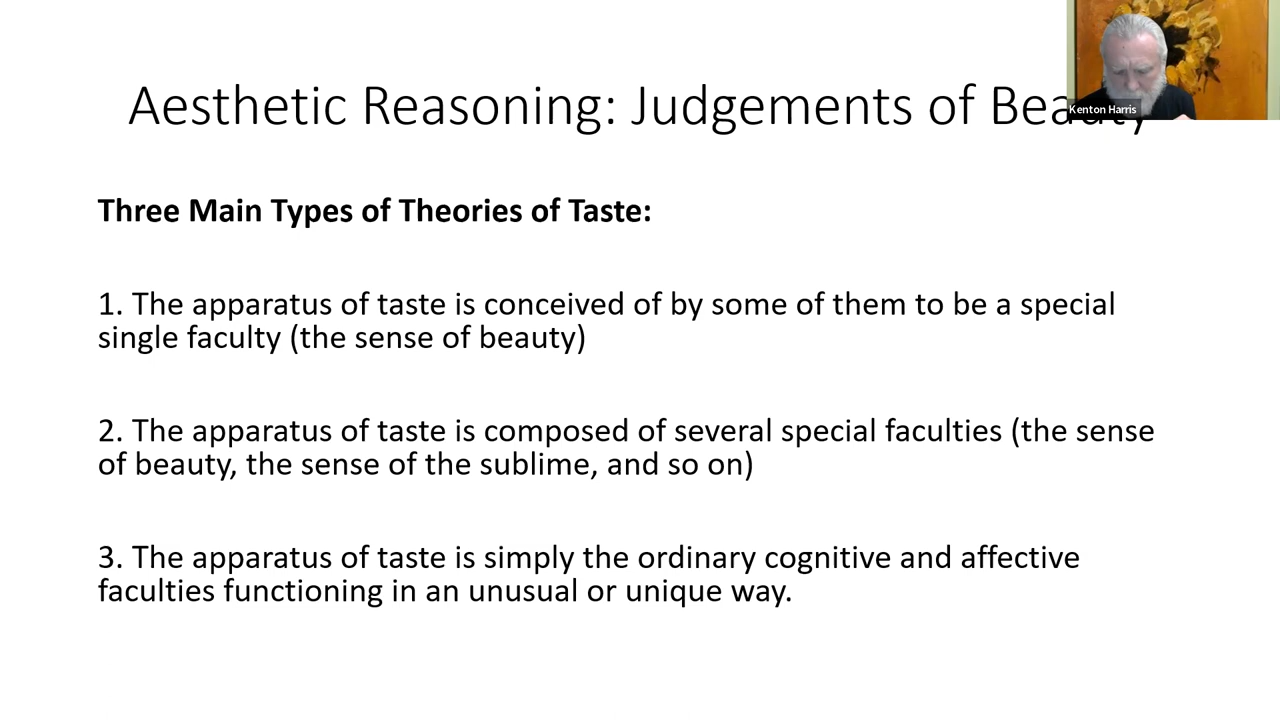 Aesthetic Reasoning: Judgements of Beauty
Kenton Harris
Three Main Types of Theories of Taste:
1. The apparatus of taste is conceived of by some of them to be a special
single faculty (the sense of beauty)
2. The apparatus of taste is composed of several special faculties (the sense
of beauty, the sense of the sublime, and so on)
3. The apparatus of taste is simply the ordinary cognitive and affective
faculties functioning in an unusual or unique way.